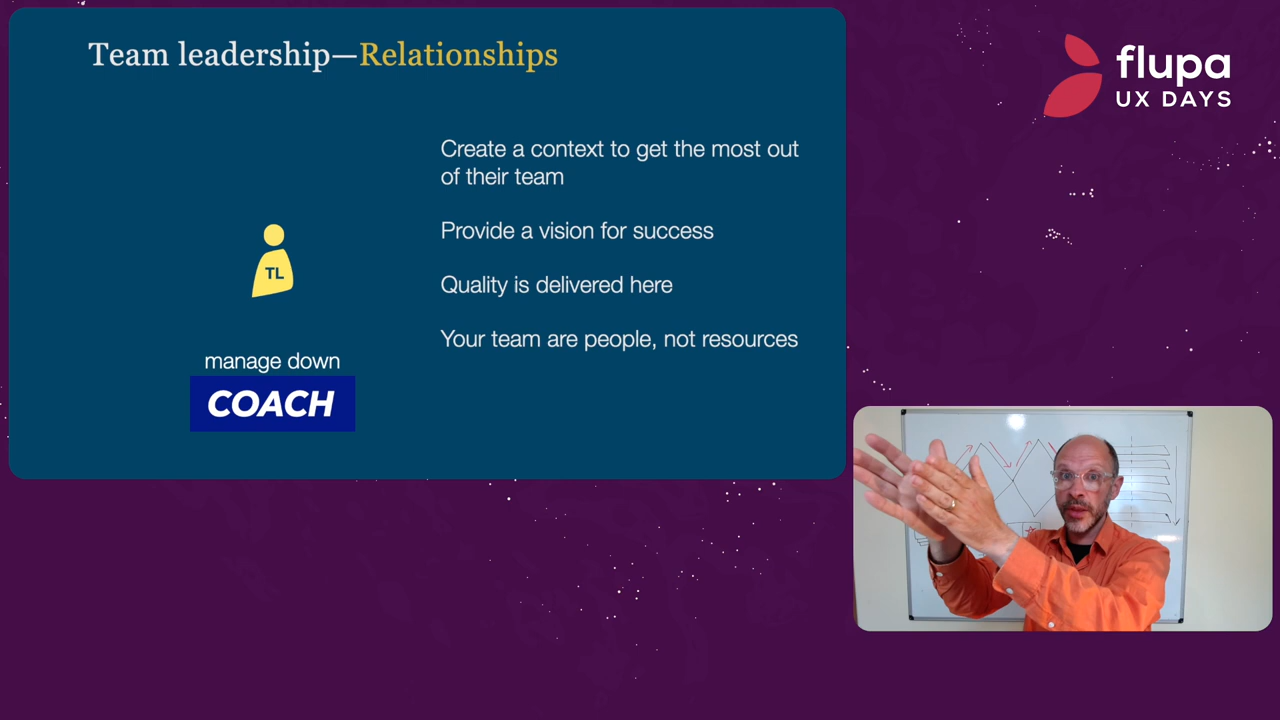 Team leadership—Relationships
Create a context to get the most out
of their team
Provide a vision for success
Quality is delivered here
Your team are people, not resources
TL
manage down
COACH
flupa
UX DAYS